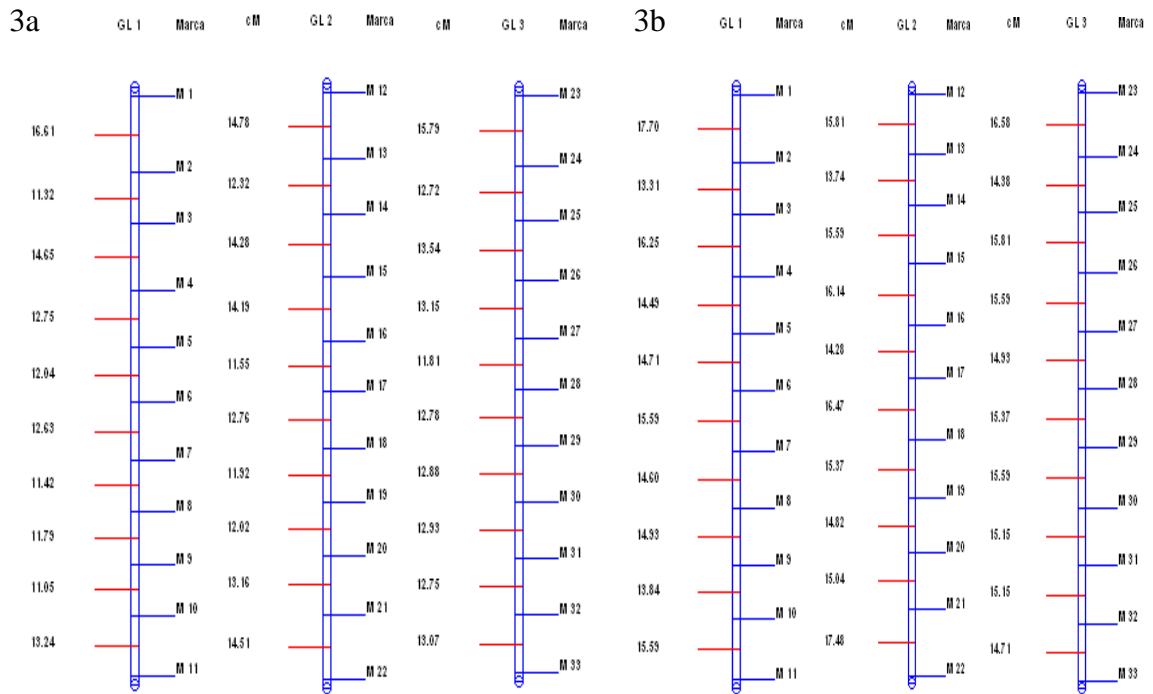 3a
GL 1 Marca cM GL 2 Marca cM GL 3 Marca
M 1
16.61
M 2
11.32
M 3
14.65
M 4
12.75
M 5
12.04
M 6
12.63
M 7
11.42
M 8
11.79
M 9
11.05
M 10
13.24
M 11
M 12
14.78
M 13
12.32
M 14
14.28
M 15
14.19
M 16
11.55
M 17
12.76
M 18
11.92
M 19
12.02
M 20
13.16
M 21
14.51
M 22
M 23
15.79
M 24
12.72
M 25
13.54
M 26
13.15
M 27
11.81
M 28
12.78
M 29
12.88
M 30
12.93
M 31
12.75
M 32
13.07
M 33
3b
GL 1 Marca cM GL 2 Marca cM GL 3 Marca
M 1
17.70
M 2
13.31
M 3
16.25
M 4
14.49
M 5
14.71
M 6
15.59
M 7
14.60
M 8
14.93
M 9
13.84
M 10
15.59
M 11
M 12
15.81
M 13
13.74
M 14
15.59
M 15
16.14
M 16
14.28
M 17
16.47
M 18
15.37
M 19
14.82
M 20
15.04
M 21
17.48
M 22
M 23
16.58
M 24
14.38
M 25
15.81
M 26
15.59
M 27
14.93
M 28
15.37
M 29
15.59
M 30
15.15
M 31
15.15
M 32
14.71
M 33